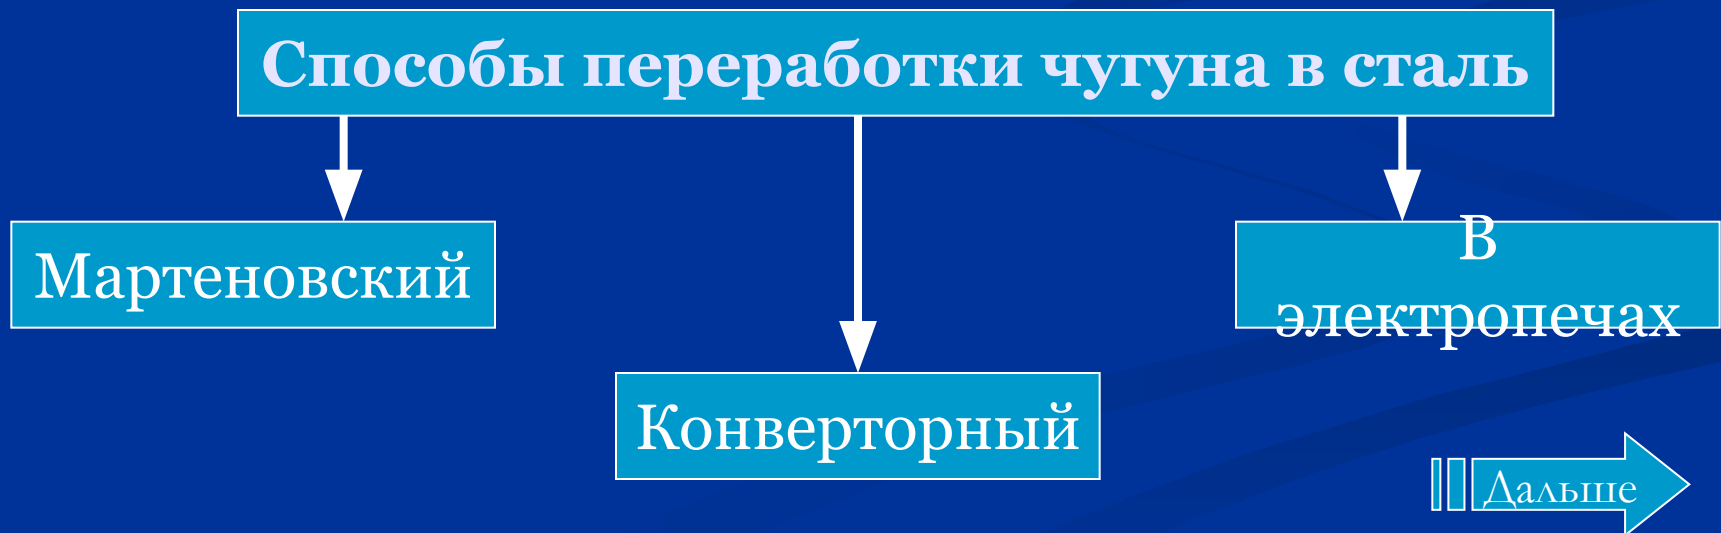 Способы переработки чугуна в сталь
Мартеновский
В
электропечах
Конверторный
Дальше